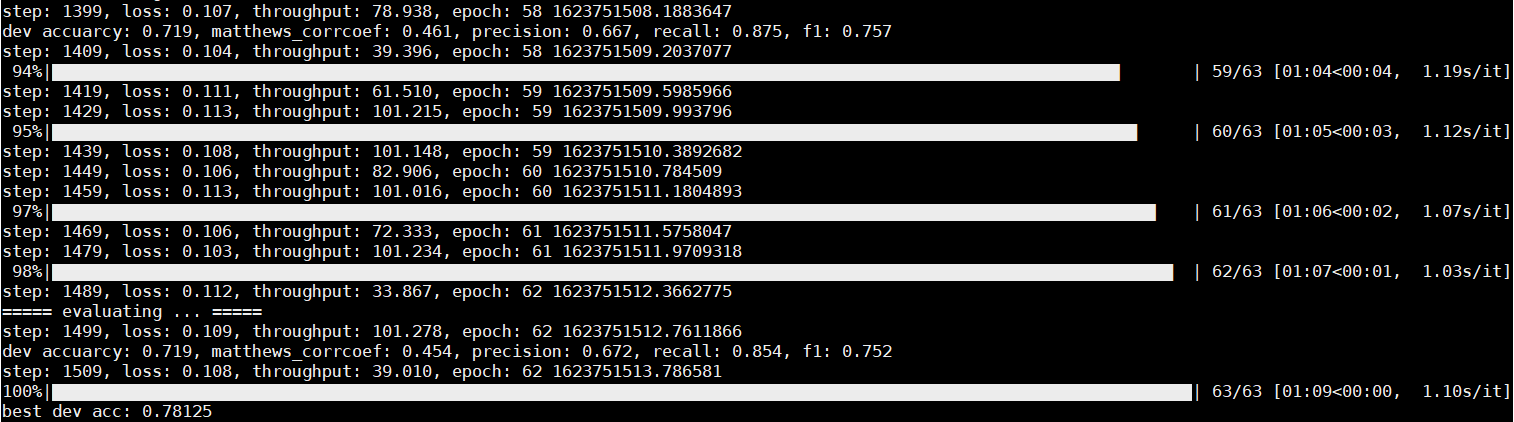 step: 1399, loss: 0.107, throughput: 78.938, epoch: 58 1623751508.1883647
dev accuarcy: 0.719, matthews_corrcoef: 0.461, precision: 0.667, recall: 0.875, f1: 0.757
step: 1409, loss: 0.104, throughput: 39.396, epoch: 58 1623751509.2037077
94%| | 59/63 [01:04<00:04, 1.19s/it]
step: 1419, loss: 0.111, throughput: 61.510, epoch: 59 1623751509.5985966
step: 1429, loss: 0.113, throughput: 101.215, epoch: 59 1623751509.993796
95%| | 60/63 [01:05<00:03, 1.12s/it]
step: 1439, loss: 0.108, throughput: 101.148, epoch: 59 1623751510.3892682
step: 1449, loss: 0.106, throughput: 82.906, epoch: 60 1623751510.784509
step: 1459, loss: 0.113, throughput: 101.016, epoch: 60 1623751511.1804893
97%| | 61/63 [01:06<00:02, 1.07s/it]
step: 1469, loss: 0.106, throughput: 72.333, epoch: 61 1623751511.5758047
step: 1479, loss: 0.103, throughput: 101.234, epoch: 61 1623751511.9709318
98%| | 62/63 [01:07<00:01, 1.03s/it]
step: 1489, loss: 0.112, throughput: 33.867, epoch: 62 1623751512.3662775
===== evaluating ... =====
step: 1499, loss: 0.109, throughput: 101.278, epoch: 62 1623751512.7611866
dev accuarcy: 0.719, matthews_corrcoef: 0.454, precision: 0.672, recall: 0.854, f1: 0.752
step: 1509, loss: 0.108, throughput: 39.010, epoch: 62 1623751513.786581
100%| | 63/63 [01:09<00:00, 1.10s/it]
best dev acc: 0.78125